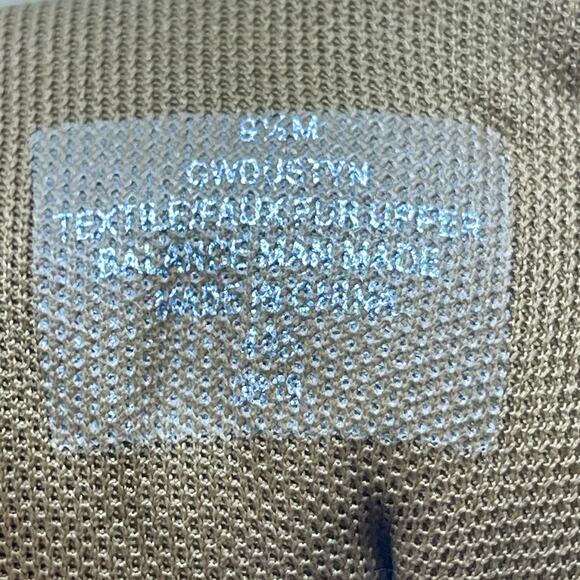 9½M
GWDUSTYN
TEXTILE/FAUX FUR UPPER
BALANCE MAN MADE
MADE IN CHINA